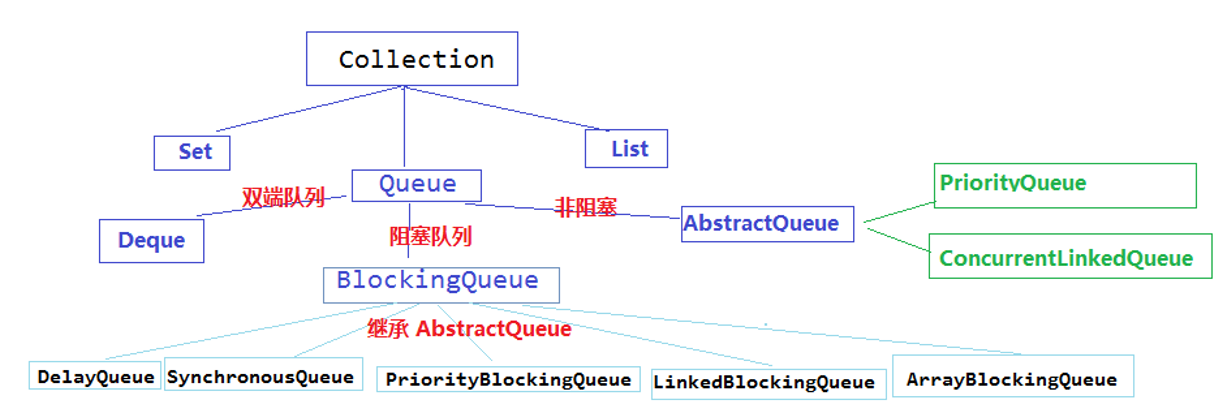 Collection
Set
List
Queue
PriorityQueue
双端队列
非阻塞
AbstractQueue
Deque
阻塞队列
ConcurrentLinkedQueue
BlockingQueue
继承 AbstractQueue
DelayQueue
SynchronousQueue
PriorityBlockingQueue
LinkedBlockingQueue
ArrayBlockingQueue